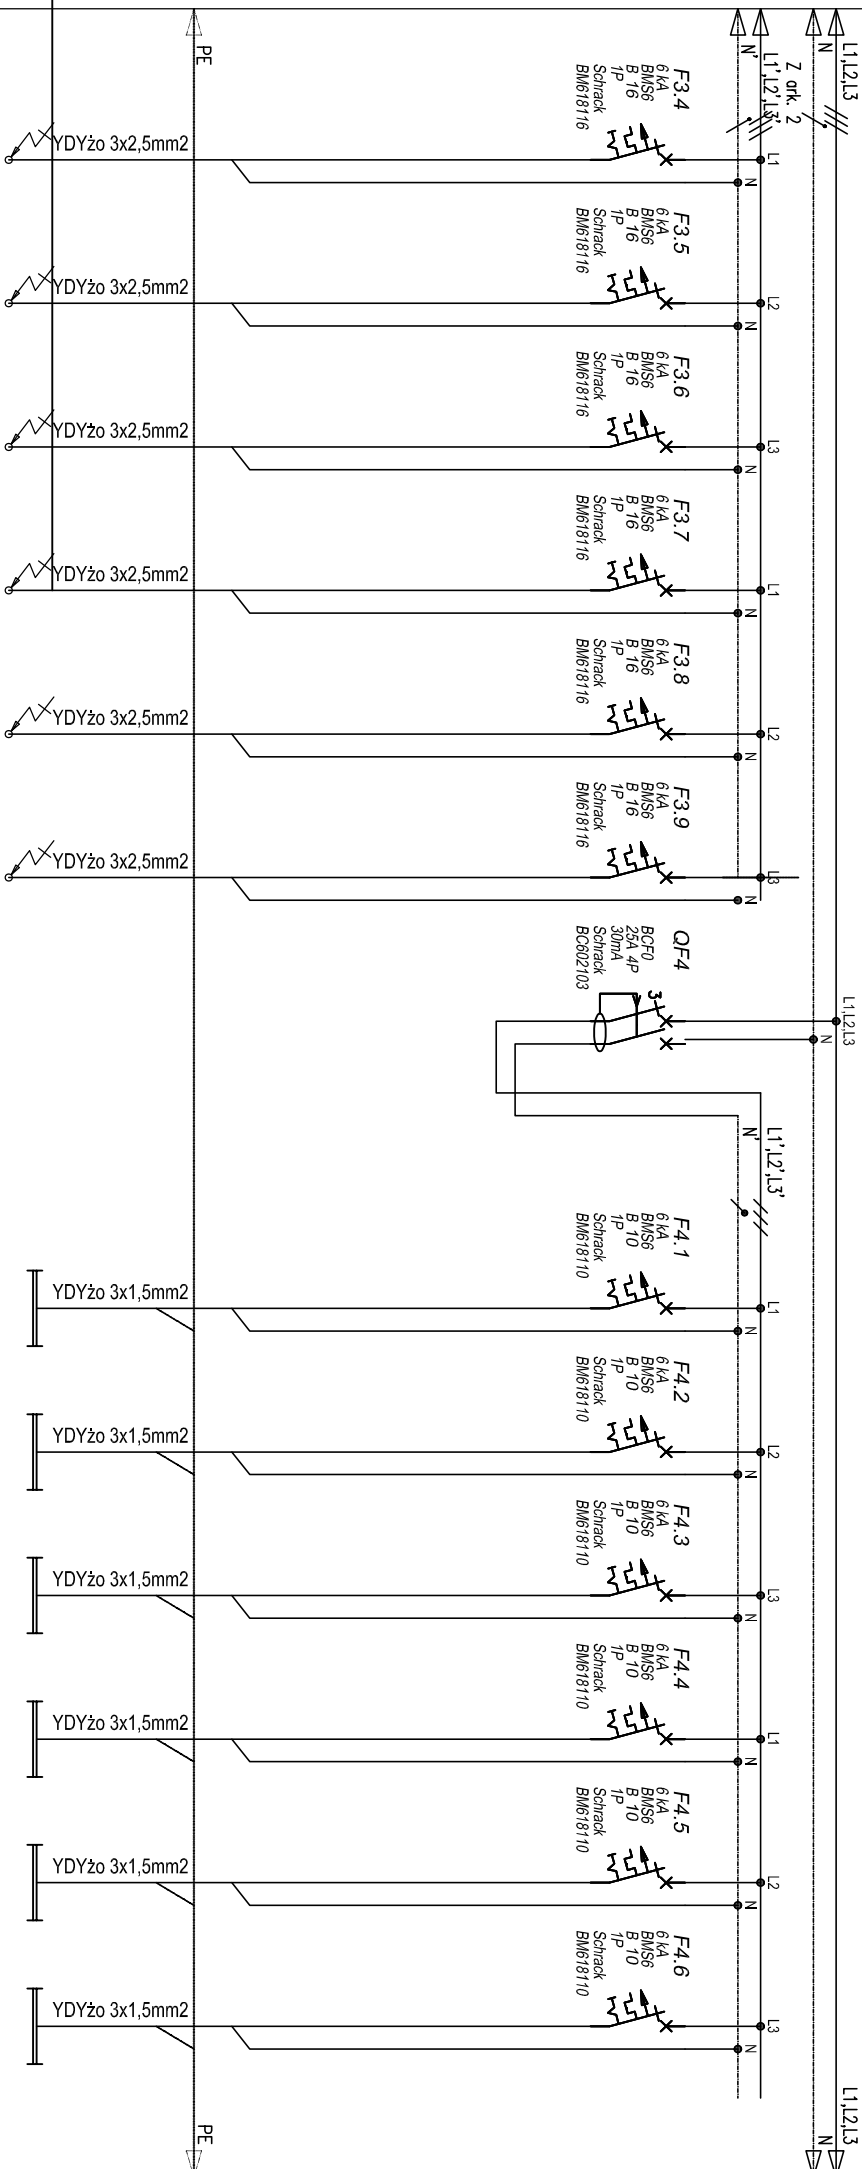 L1,L2,L3
N
Z ark. 2
L1',L2',L3'
N'
PE
F3.4
6 kA
BMS6
B 16
1P
Schrack
BM618116
L1
N
YDYżo 3x2,5mm2
F3.5
6 kA
BMS6
B 16
1P
Schrack
BM618116
L2
N
YDYżo 3x2,5mm2
F3.6
6 kA
BMS6
B 16
1P
Schrack
BM618116
L3
N
YDYżo 3x2,5mm2
F3.7
6 kA
BMS6
B 16
1P
Schrack
BM618116
L1
N
YDYżo 3x2,5mm2
F3.8
6 kA
BMS6
B 16
1P
Schrack
BM618116
L2
N
YDYżo 3x2,5mm2
F3.9
6 kA
BMS6
B 16
1P
Schrack
BM618116
L3
N
YDYżo 3x2,5mm2
QF4
BCF0
25A 4P
30mA
Schrack
BC602103
3
L1,L2,L3
N
L1',L2',L3'
N'
F4.1
6 kA
BMS6
B 10
1P
Schrack
BM618110
L1
N
YDYżo 3x1,5mm2
F4.2
6 kA
BMS6
B 10
1P
Schrack
BM618110
L2
N
YDYżo 3x1,5mm2
F4.3
6 kA
BMS6
B 10
1P
Schrack
BM618110
L3
N
YDYżo 3x1,5mm2
F4.4
6 kA
BMS6
B 10
1P
Schrack
BM618110
L1
N
YDYżo 3x1,5mm2
F4.5
6 kA
BMS6
B 10
1P
Schrack
BM618110
L2
N
YDYżo 3x1,5mm2
F4.6
6 kA
BMS6
B 10
1P
Schrack
BM618110
L3
N
YDYżo 3x1,5mm2
L1,L2,L3
N
PE